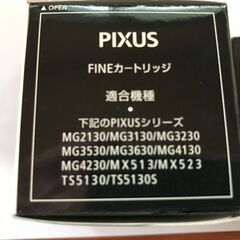 ▲ OPEN
PIXUS
FINEカートリッジ
適合機種
下記のPIXUSシリーズ
MG2130/MG3130/MG3230
MG3530/MG3630/MG4130
MG4230/MX513/MX523
TS5130/TS5130S